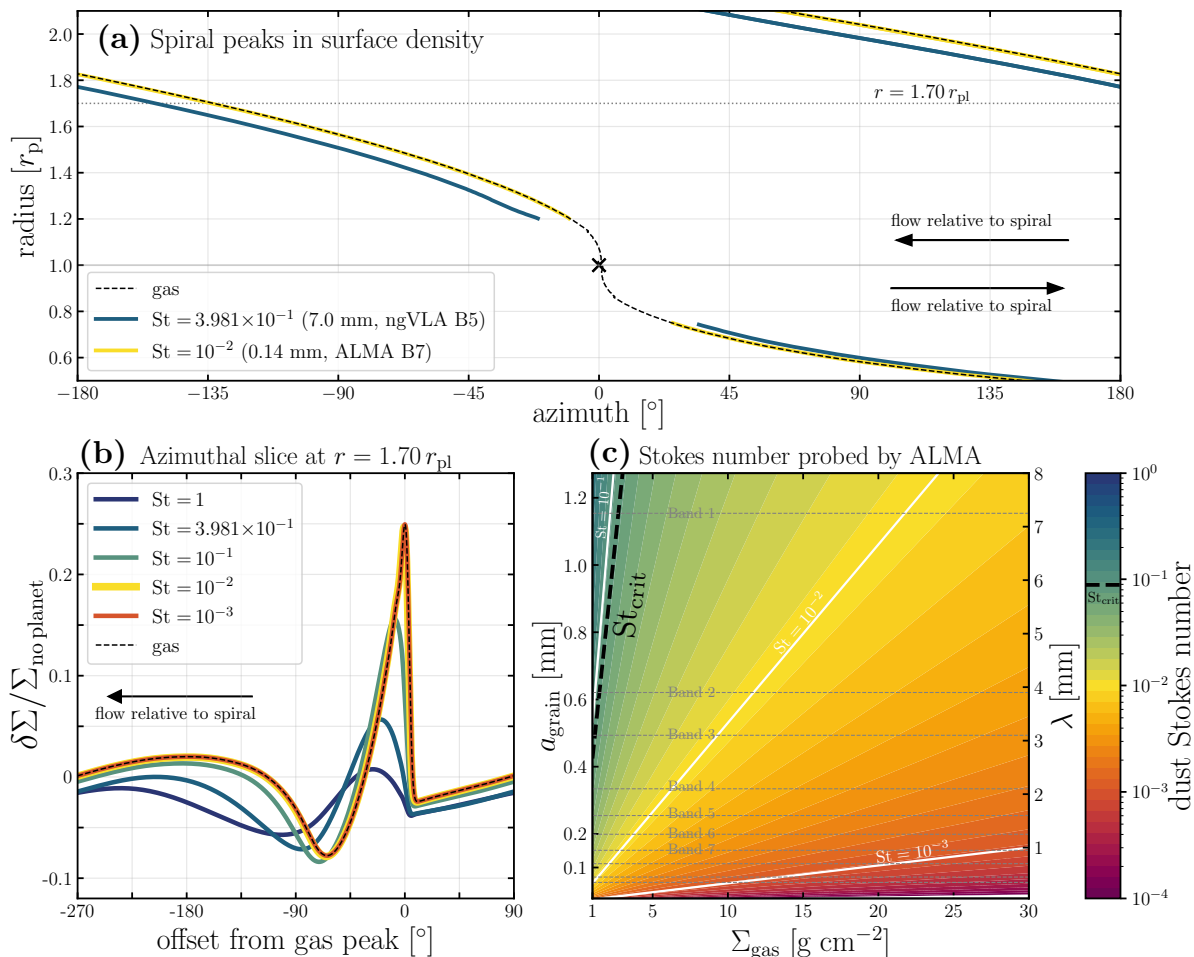 (a) Spiral peaks in surface density
r = 1.70 r_pl
flow relative to spiral
flow relative to spiral
gas
St = 3.981×10⁻¹ (7.0 mm, ngVLA B5)
St = 10⁻² (0.14 mm, ALMA B7)
radius [r_p]
2.0
1.8
1.6
1.4
1.2
1.0
0.8
0.6
−180
−135
−90
−45
0
45
90
135
180
azimuth [°]
(b) Azimuthal slice at r = 1.70 r_pl
St = 1
St = 3.981×10⁻¹
St = 10⁻¹
St = 10⁻²
St = 10⁻³
gas
flow relative to spiral
δΣ/Σ_no planet
0.3
0.2
0.1
0
-0.1
-270
-180
-90
0
90
offset from gas peak [°]
(c) Stokes number probed by ALMA
St = 10⁻¹
St_crit
St = 10⁻²
St = 10⁻³
Band 1
Band 2
Band 3
Band 4
Band 5
Band 6
Band 7
a_grain [mm]
1.2
1.0
0.8
0.6
0.4
0.2
0.1
1
5
10
15
20
25
30
Σ_gas [g cm⁻²]
8
7
6
5
4
3
2
1
λ [mm]
10⁰
10⁻¹
St_crit
10⁻²
10⁻³
10⁻⁴
dust Stokes number